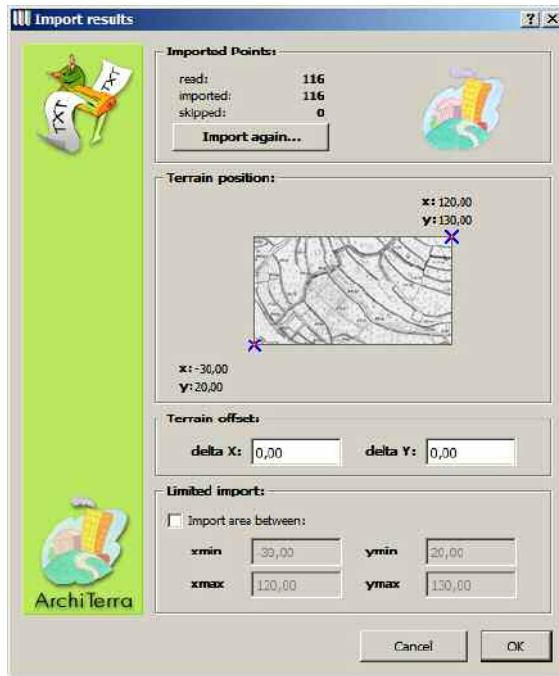 Import results
TXT
TXT
Imported Points:
read: 116
imported: 116
skipped: 0
Import again...
Terrain position:
x: 120,00
y: 130,00
x: -30,00
y: 20,00
Terrain offset:
delta X: 0,00 delta Y: 0,00
Limited import:
Import area between:
xmin -30,00 ymin 20,00
xmax 120,00 ymax 130,00
ArchiTerra
Cancel OK